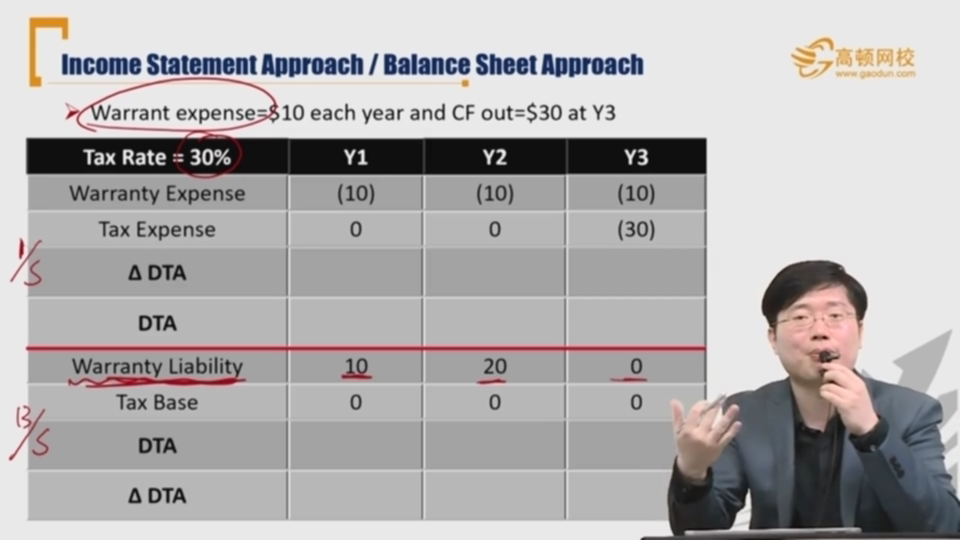 Income Statement Approach / Balance Sheet Approach
高顿网校
www.gaodun.com
Warrant expense=$10 each year and CF out=$30 at Y3
Tax Rate = 30% Y1 Y2 Y3
Warranty Expense (10) (10) (10)
Tax Expense 0 0 (30)
I/S
Δ DTA
DTA
Warranty Liability 10 20 0
Tax Base 0 0 0
B/S
DTA
Δ DTA